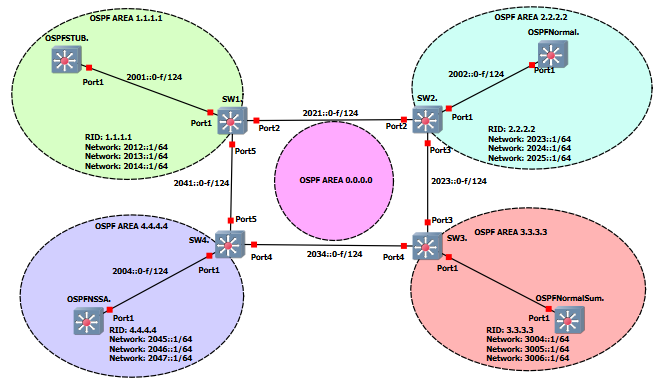 OSPF AREA 1.1.1.1
OSPFSTUB.
Port1
2001::0-f/124
Port1
SW1.
Port2
Port5
RID: 1.1.1.1
Network: 2012::1/64
Network: 2013::1/64
Network: 2014::1/64
2021::0-f/124
OSPF AREA 2.2.2.2
OSPFNormal.
Port1
2002::0-f/124
SW2.
Port1
Port2
Port3
RID: 2.2.2.2
Network: 2023::1/64
Network: 2024::1/64
Network: 2025::1/64
2041::0-f/124
OSPF AREA 0.0.0.0
2023::0-f/124
OSPF AREA 4.4.4.4
Port5
SW4.
Port4
Port1
2004::0-f/124
OSPFNSSA.
Port1
RID: 4.4.4.4
Network: 2045::1/64
Network: 2046::1/64
Network: 2047::1/64
2034::0-f/124
Port3
OSPF AREA 3.3.3.3
SW3.
Port4
Port1
OSPFNormalSum.
Port1
RID: 3.3.3.3
Network: 3004::1/64
Network: 3005::1/64
Network: 3006::1/64